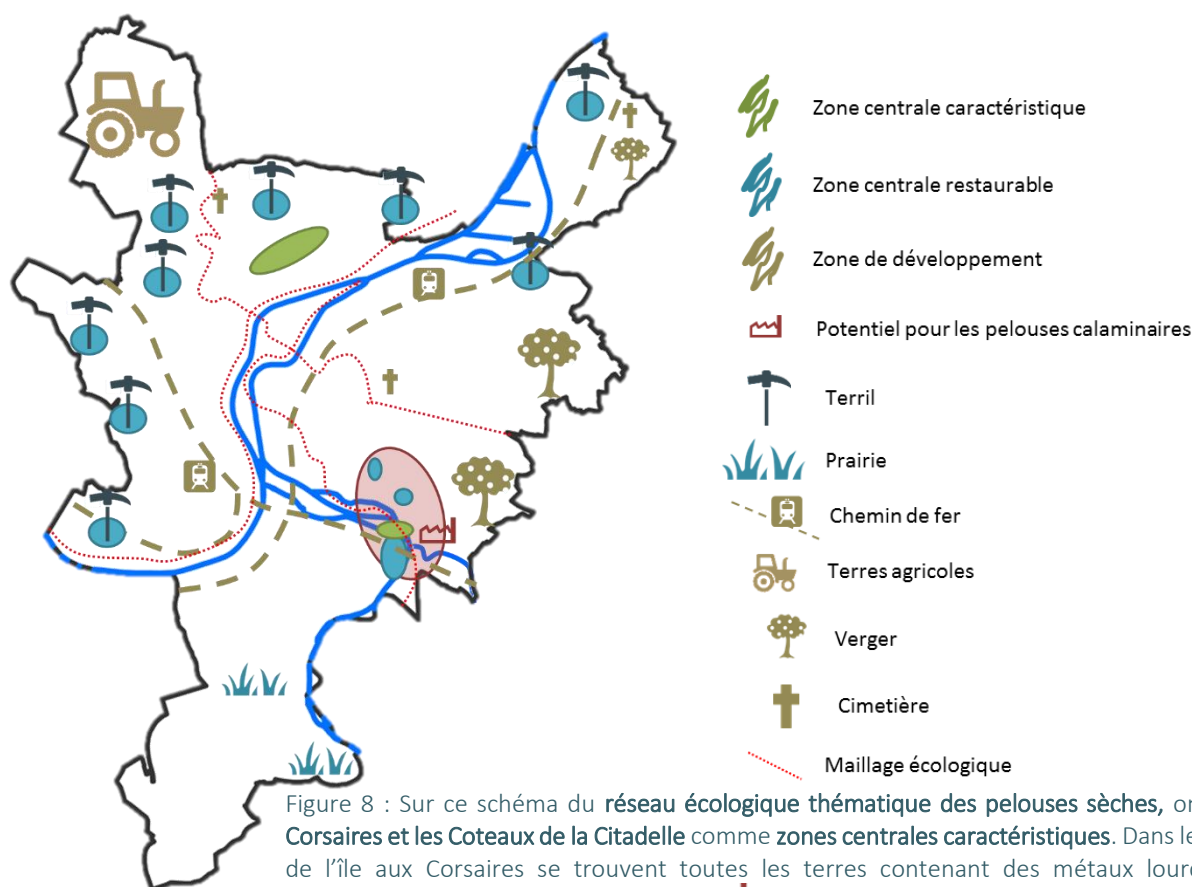 Zone centrale caractéristique
Zone centrale restaurable
Zone de développement
Potentiel pour les pelouses calaminaires
Terril
Prairie
Chemin de fer
Terres agricoles
Verger
Cimetière
Maillage écologique
Figure 8 : Sur ce schéma du réseau écologique thématique des pelouses sèches, on
Corsaires et les Coteaux de la Citadelle comme zones centrales caractéristiques. Dans le
de l'île aux Corsaires se trouvent toutes les terres contenant des métaux lourd